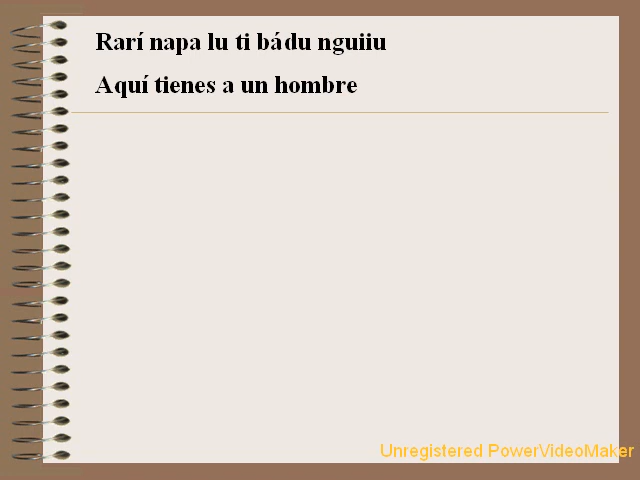 Rarí napa lu ti bádu nguiiu
Aquí tienes a un hombre
Unregistered PowerVideoMaker